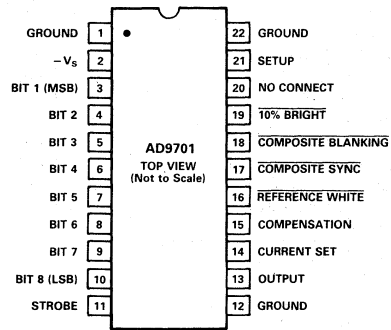 GROUND 1 22 GROUND
−VS 2 21 SETUP
BIT 1 (MSB) 3 20 NO CONNECT
BIT 2 4 19 10% BRIGHT
BIT 3 5 18 COMPOSITE BLANKING
AD9701
BIT 4 6 17 COMPOSITE SYNC
TOP VIEW
(Not to Scale)
BIT 5 7 16 REFERENCE WHITE
BIT 6 8 15 COMPENSATION
BIT 7 9 14 CURRENT SET
BIT 8 (LSB) 10 13 OUTPUT
STROBE 11 12 GROUND